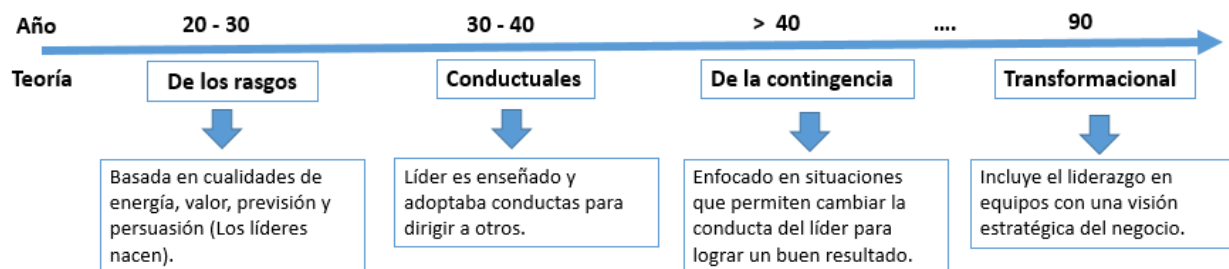 Año 20 - 30 30 - 40 > 40 .... 90
Teoría De los rasgos Conductuales De la contingencia Transformacional
Basada en cualidades de
energía, valor, previsión y
persuasión (Los líderes
nacen).
Líder es enseñado y
adoptaba conductas para
dirigir a otros.
Enfocado en situaciones
que permiten cambiar la
conducta del líder para
lograr un buen resultado.
Incluye el liderazgo en
equipos con una visión
estratégica del negocio.